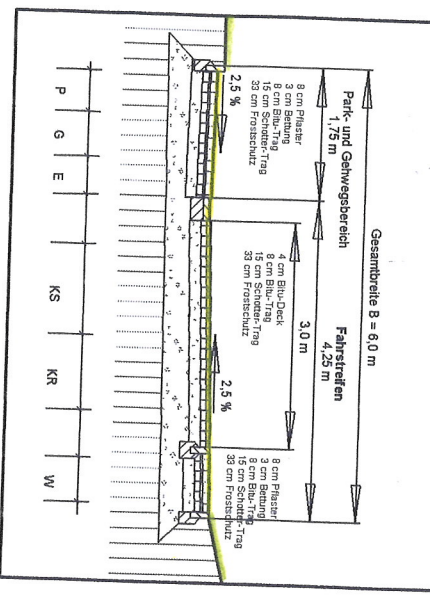 Gesamtbreite B = 6,0 m
Park- und Gehwegsbereich
1,75 m
Fahrstreifen
4,25 m
3,0 m
8 cm Pflaster
3 cm Bettung
8 cm Bitu-Trag
15 cm Schotter-Trag
33 cm Frostschutz
2,5 %
4 cm Bitu-Deck
8 cm Bitu-Trag
15 cm Schotter-Trag
33 cm Frostschutz
2,5 %
8 cm Pflaster
3 cm Bettung
8 cm Bitu-Trag
15 cm Schotter-Trag
33 cm Frostschutz
P
G
E
KS
KR
W